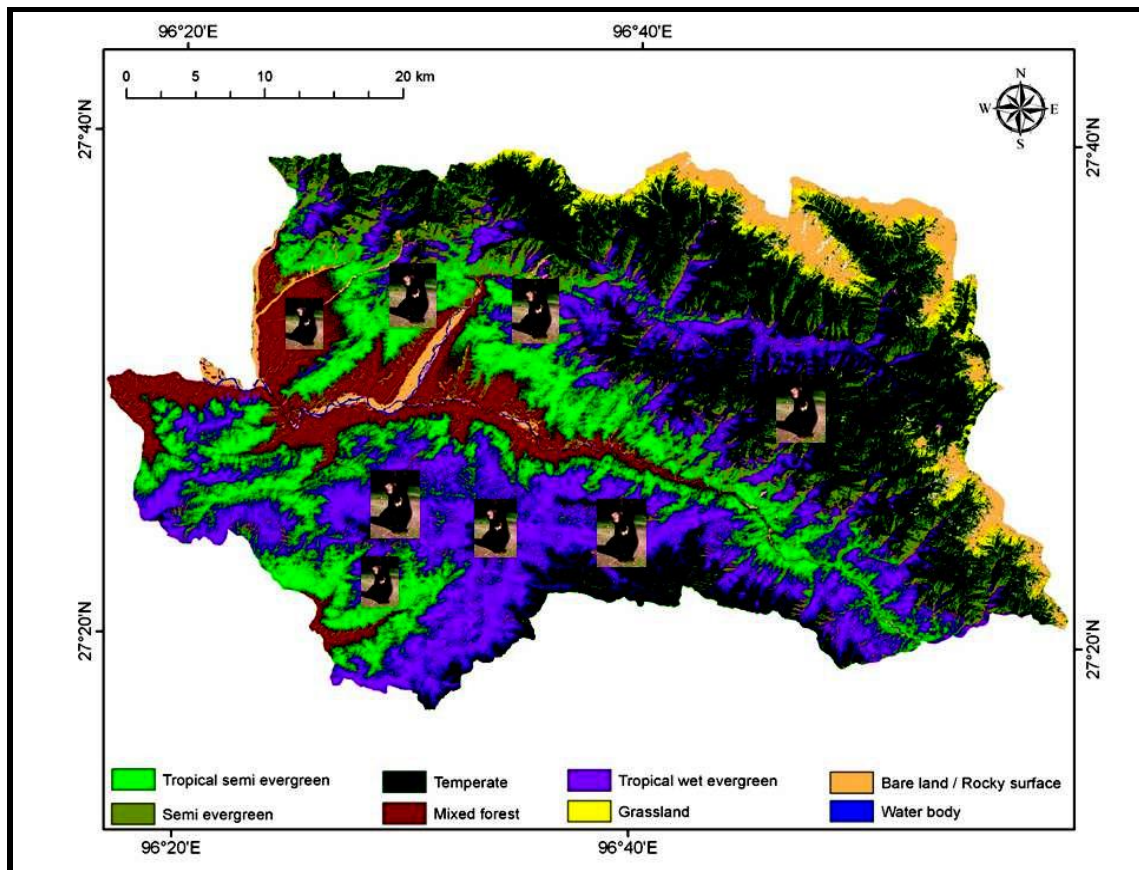 96°20'E 96°40'E
0 5 10 20 km
N
W E
S
27°40'N 27°40'N
27°20'N 27°20'N
Tropical semi evergreen Temperate Tropical wet evergreen Bare land / Rocky surface
Semi evergreen Mixed forest Grassland Water body
96°20'E 96°40'E